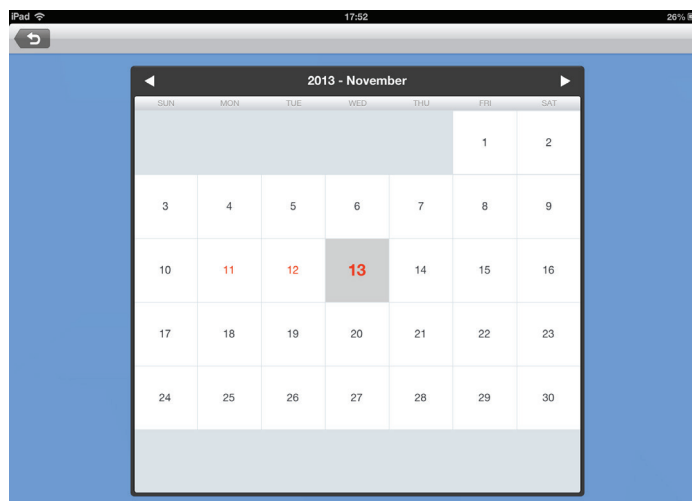 iPad 17:52 26%
2013 - November
SUN MON TUE WED THU FRI SAT
1 2
3 4 5 6 7 8 9
10 11 12 13 14 15 16
17 18 19 20 21 22 23
24 25 26 27 28 29 30